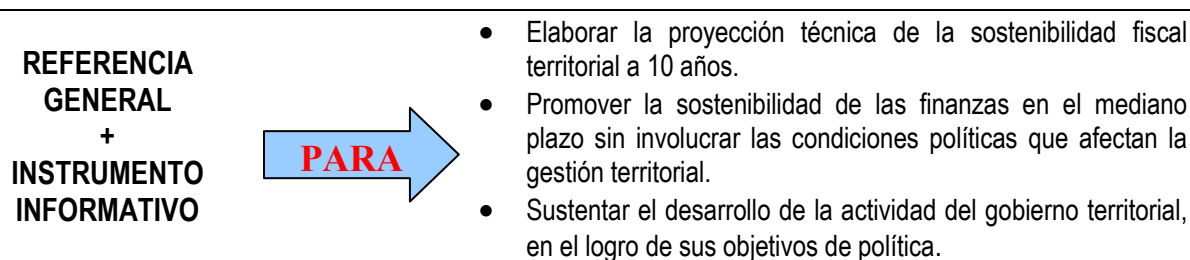 REFERENCIA
GENERAL
+
INSTRUMENTO
INFORMATIVO
PARA
● Elaborar la proyección técnica de la sostenibilidad fiscal
territorial a 10 años.
● Promover la sostenibilidad de las finanzas en el mediano
plazo sin involucrar las condiciones políticas que afectan la
gestión territorial.
● Sustentar el desarrollo de la actividad del gobierno territorial,
en el logro de sus objetivos de política.